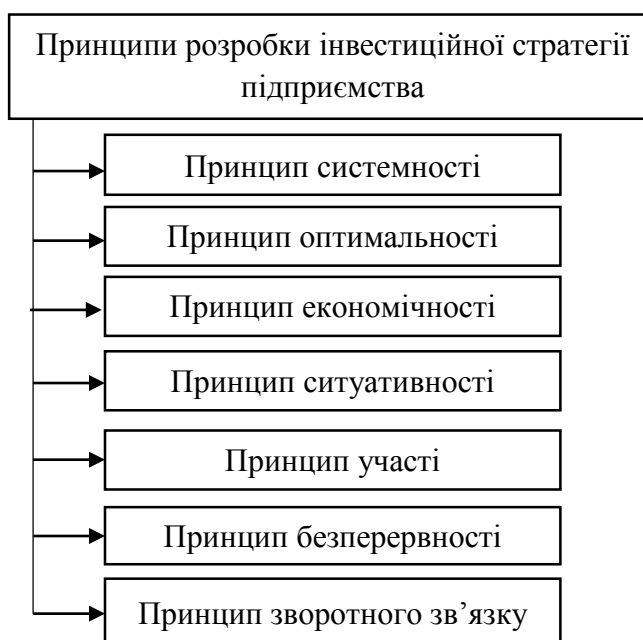 Принципи розробки інвестиційної стратегії
підприємства
Принцип системності
Принцип оптимальності
Принцип економічності
Принцип ситуативності
Принцип участі
Принцип безперервності
Принцип зворотного зв’язку